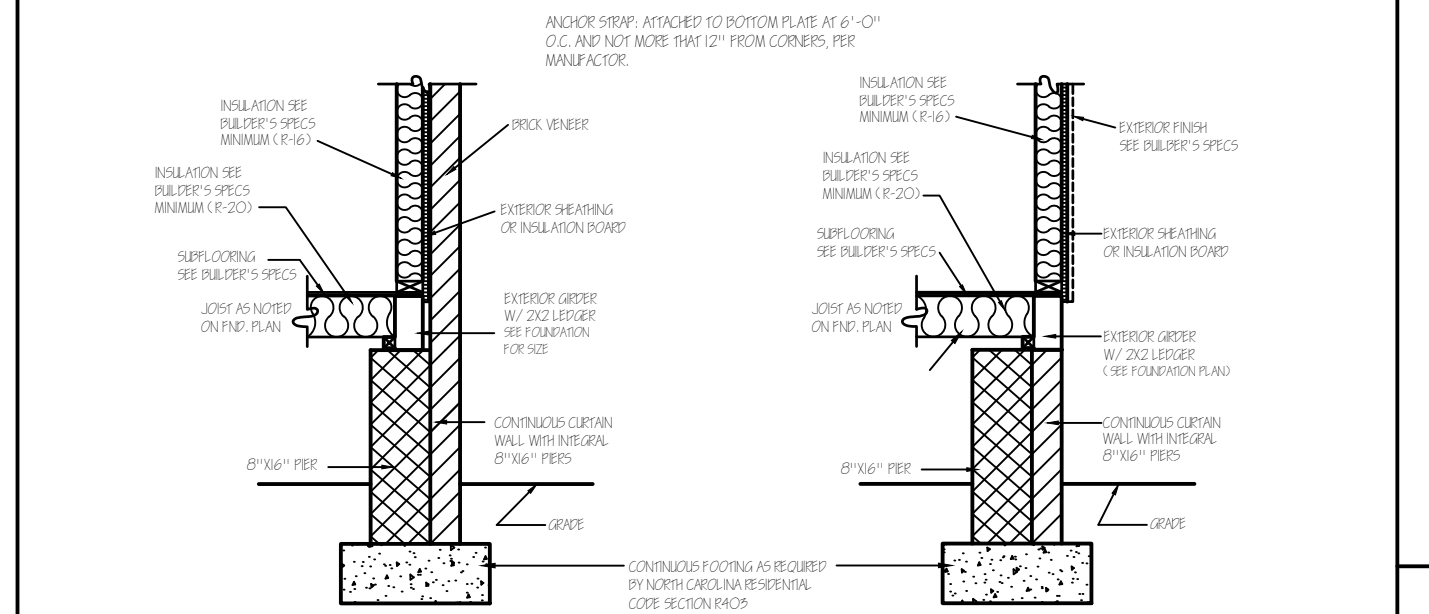 ANCHOR STRAP: ATTACHED TO BOTTOM PLATE AT 6'-0"
O.C. AND NOT MORE THAT 12" FROM CORNERS, PER
MANUFACTOR.
INSULATION SEE
BUILDER'S SPECS
MINIMUM (R-16)
BRICK VENEER
INSULATION SEE
BUILDER'S SPECS
MINIMUM (R-20)
EXTERIOR SHEATHING
OR INSULATION BOARD
SUBFLOORING
SEE BUILDER'S SPECS
JOIST AS NOTED
ON FND. PLAN
EXTERIOR GIRDER
W/ 2X2 LEDGER
SEE FOUNDATION
FOR SIZE
CONTINUOUS CURTAIN
WALL WITH INTEGRAL
8"X16" PIERS
8"X16" PIER
GRADE
INSULATION SEE
BUILDER'S SPECS
MINIMUM (R-16)
EXTERIOR FINISH
SEE BUILBER'S SPECS
INSULATION SEE
BUILDER'S SPECS
MINIMUM (R-20)
SUBFLOORING
SEE BUILDER'S SPECS
EXTERIOR SHEATHING
OR INSULATION BOARD
JOIST AS NOTED
ON FND. PLAN
EXTERIOR GIRDER
W/ 2X2 LEDGER
(SEE FOUNDATION PLAN)
CONTINUOUS CURTAIN
WALL WITH INTEGRAL
8"X16" PIERS
8"X16" PIER
GRADE
CONTINUOUS FOOTING AS REQUIRED
BY NORTH CAROLINA RESIDENTIAL
CODE SECTION R403